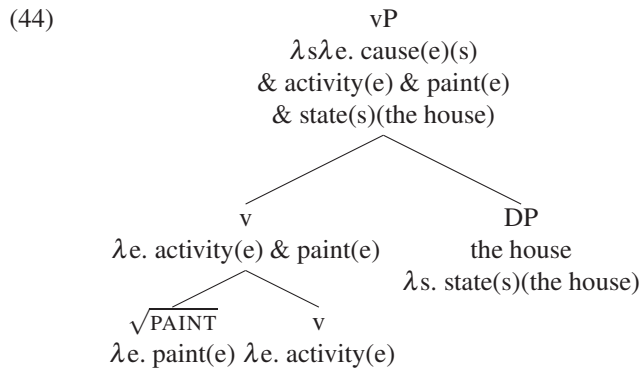 (44) vP
λsλe. cause(e)(s)
& activity(e) & paint(e)
& state(s)(the house)
v DP
λe. activity(e) & paint(e) the house
λs. state(s)(the house)
√PAINT v
λe. paint(e) λe. activity(e)